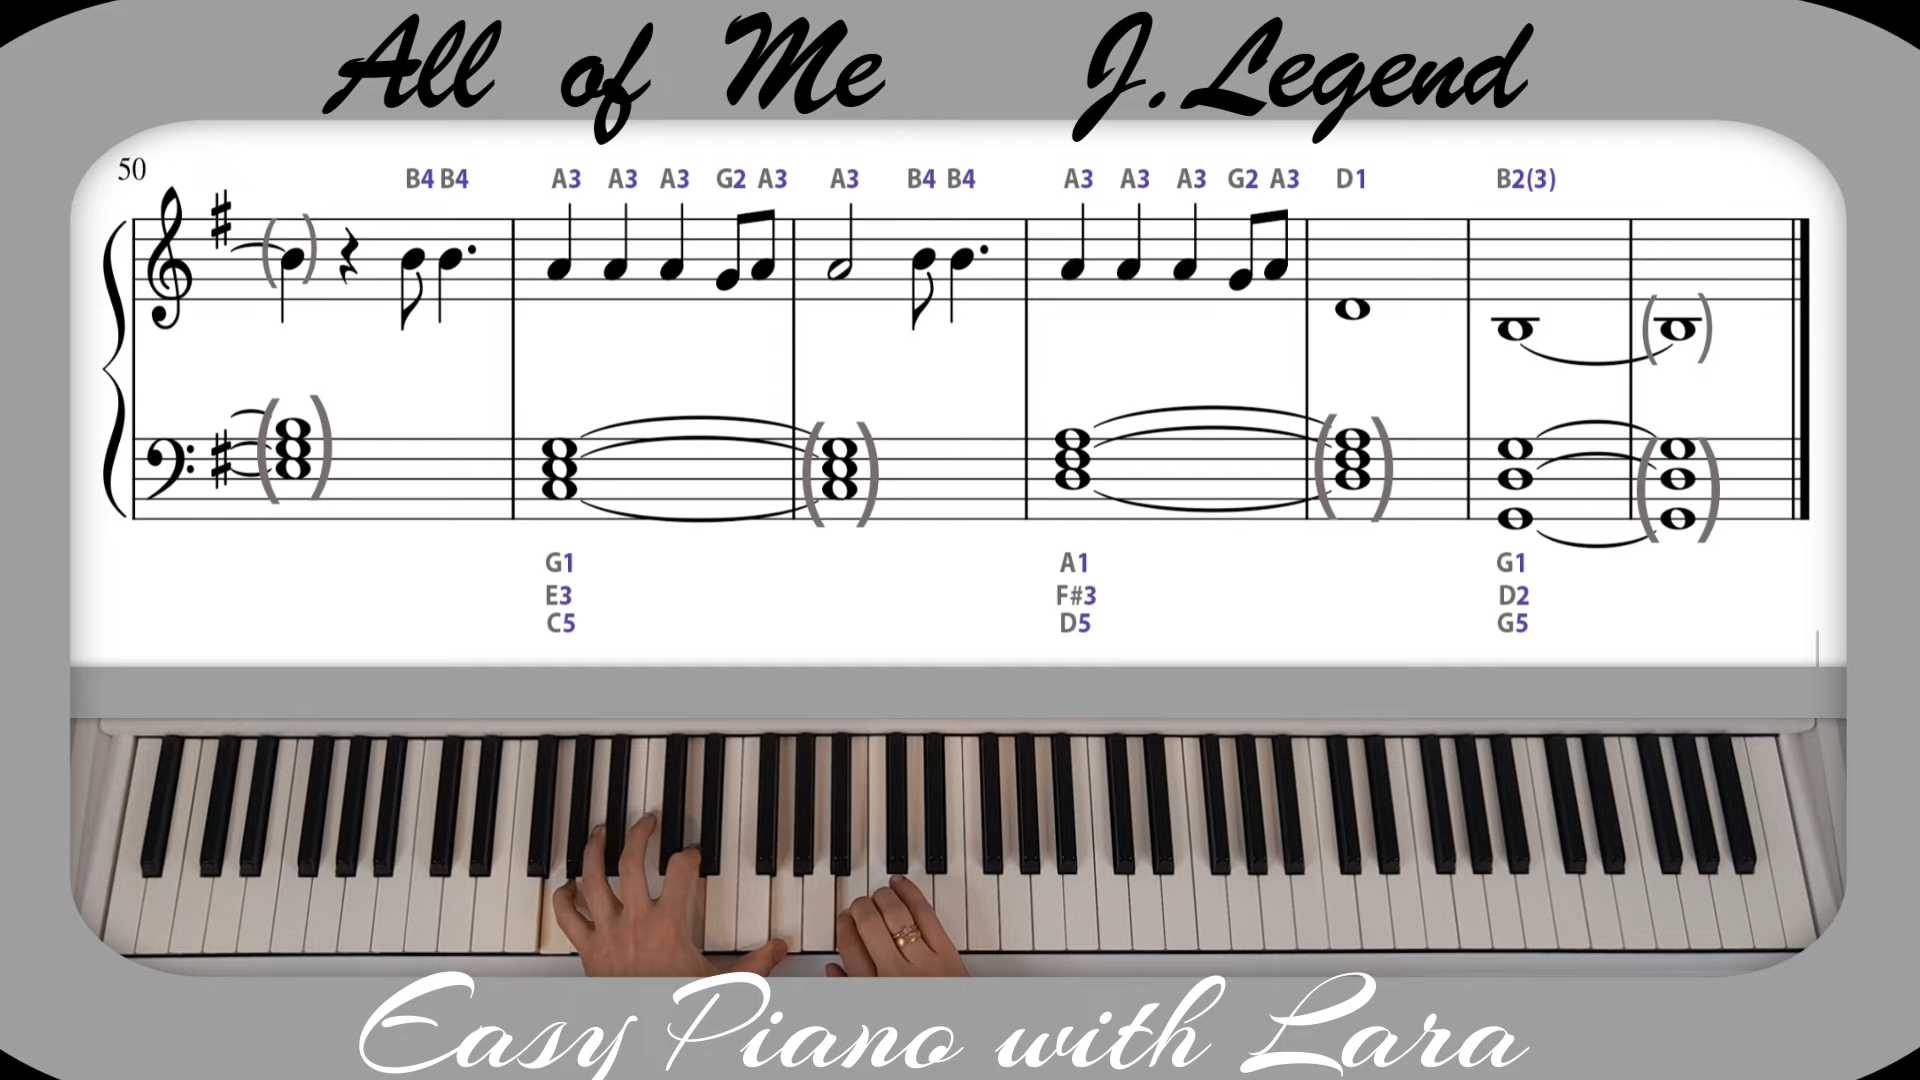 All of Me J. Legend
50
B4 B4 A3 A3 A3 G2 A3 A3 B4 B4 A3 A3 A3 G2 A3 D1 B2(3)
G1 A1 G1
E3 F#3 D2
C5 D5 G5
Easy Piano with Lara